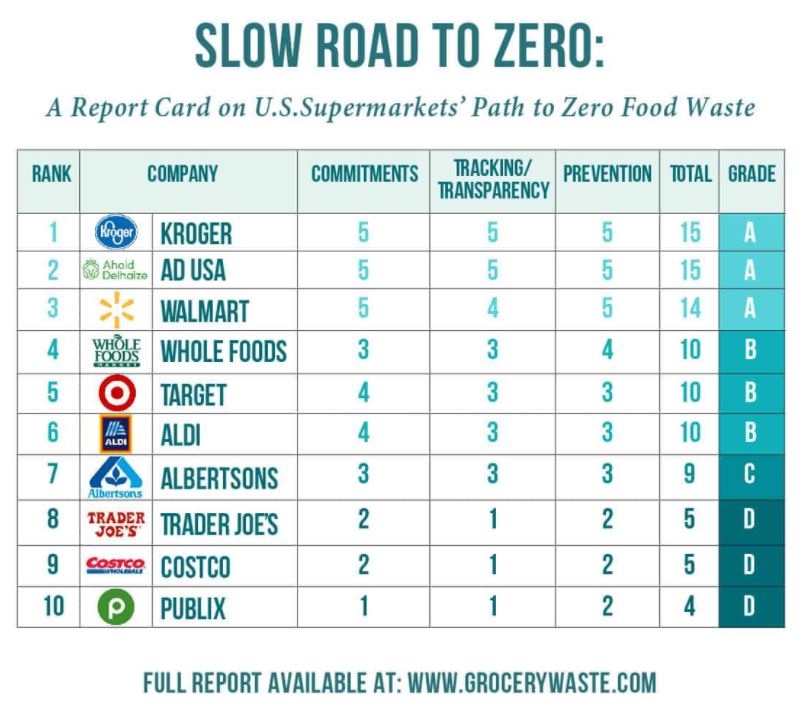 SLOW ROAD TO ZERO:
A Report Card on U.S.Supermarkets' Path to Zero Food Waste
RANK COMPANY COMMITMENTS TRACKING/ TRANSPARENCY PREVENTION TOTAL GRADE
1 Kroger KROGER 5 5 5 15 A
2 Ahold Delhaize AD USA 5 5 5 15 A
3 WALMART 5 4 5 14 A
4 WHOLE FOODS MARKET WHOLE FOODS 3 3 4 10 B
5 TARGET 4 3 3 10 B
6 ALDI ALDI 4 3 3 10 B
7 Albertsons ALBERTSONS 3 3 3 9 C
8 TRADER JOE'S TRADER JOE'S 2 1 2 5 D
9 COSTCO WHOLESALE COSTCO 2 1 2 5 D
10 P PUBLIX 1 1 2 4 D
FULL REPORT AVAILABLE AT: WWW.GROCERYWASTE.COM